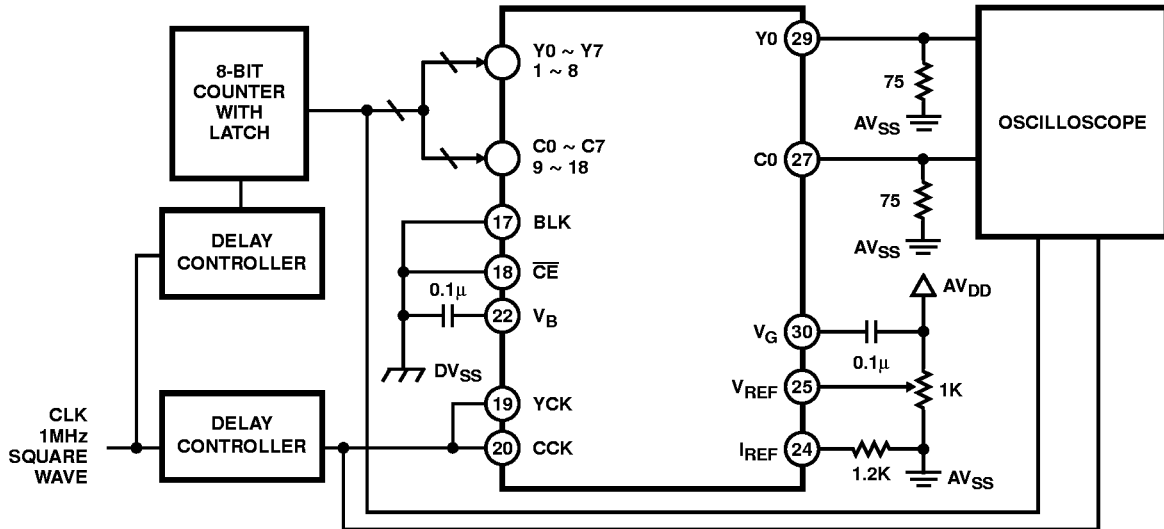 8-BIT
COUNTER
WITH
LATCH
DELAY
CONTROLLER
CLK
1MHz
SQUARE
WAVE
DELAY
CONTROLLER
Y0 ~ Y7
1 ~ 8
C0 ~ C7
9 ~ 18
17 BLK
18 C̅E̅
0.1μ
22 VB
DVSS
19 YCK
20 CCK
Y0 29
75
AVSS
C0 27
75
AVSS
OSCILLOSCOPE
AVDD
VG 30
0.1μ
VREF 25
1K
IREF 24
1.2K
AVSS